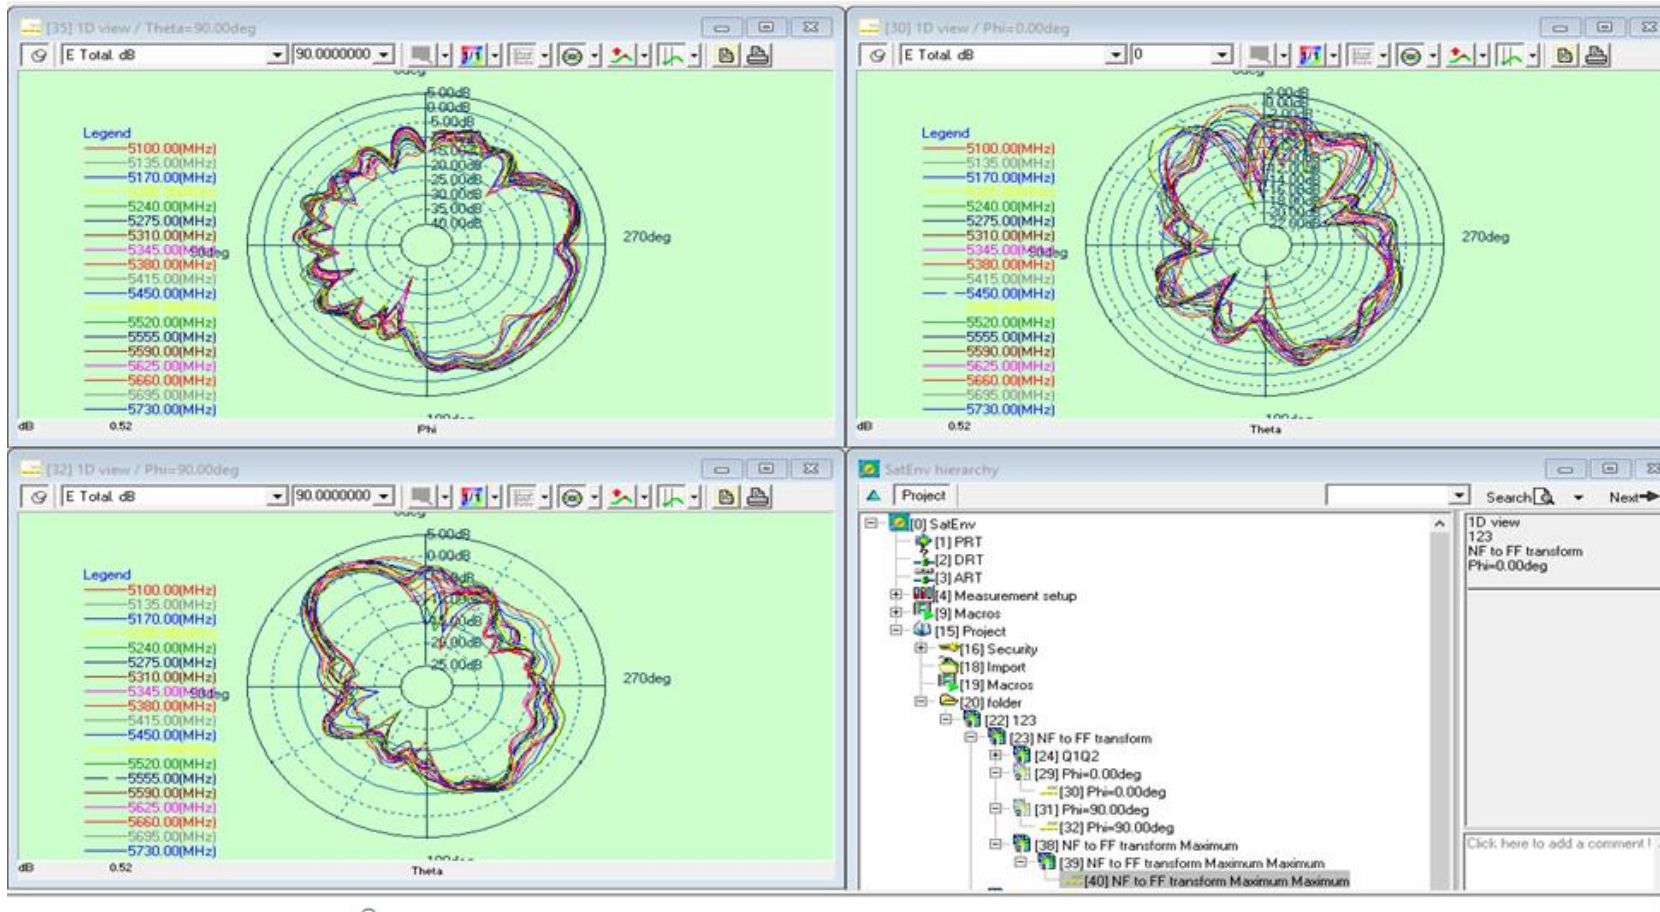 [35] 1D view / Theta=90.00deg
E Total dB
90.0000000
5.00dB
0.00dB
5.00dB
20.00dB
25.00dB
30.00dB
35.00dB
40.00dB
Legend
5100.00(MHz)
5135.00(MHz)
5170.00(MHz)
5240.00(MHz)
5275.00(MHz)
5310.00(MHz)
5345.00(MHz)
5380.00(MHz)
5415.00(MHz)
5450.00(MHz)
5520.00(MHz)
5555.00(MHz)
5590.00(MHz)
5625.00(MHz)
5660.00(MHz)
5695.00(MHz)
5730.00(MHz)
270deg
dB
0.52
Phi
[30] 1D view / Phi=0.00deg
E Total dB
0
2.00dB
0.00dB
Legend
5100.00(MHz)
5135.00(MHz)
5170.00(MHz)
5240.00(MHz)
5275.00(MHz)
5310.00(MHz)
5345.00(MHz)
5380.00(MHz)
5415.00(MHz)
5450.00(MHz)
5520.00(MHz)
5555.00(MHz)
5590.00(MHz)
5625.00(MHz)
5660.00(MHz)
5695.00(MHz)
5730.00(MHz)
270deg
dB
0.52
Theta
[32] 1D view / Phi=90.00deg
E Total dB
90.0000000
5.00dB
0.00dB
20.00dB
25.00dB
Legend
5100.00(MHz)
5135.00(MHz)
5170.00(MHz)
5240.00(MHz)
5275.00(MHz)
5310.00(MHz)
5345.00(MHz)
5380.00(MHz)
5415.00(MHz)
5450.00(MHz)
5520.00(MHz)
5555.00(MHz)
5590.00(MHz)
5625.00(MHz)
5660.00(MHz)
5695.00(MHz)
5730.00(MHz)
270deg
dB
0.52
Theta
SatEnv hierarchy
Project
Search
Next
[0] SatEnv
[1] PRT
[2] DRT
[3] ART
[4] Measurement setup
[9] Macros
[15] Project
[16] Security
[18] Import
[19] Macros
[20] folder
[22] 123
[23] NF to FF transform
[24] Q1Q2
[29] Phi=0.00deg
[30] Phi=0.00deg
[31] Phi=90.00deg
[32] Phi=90.00deg
[38] NF to FF transform Maximum
[39] NF to FF transform Maximum Maximum
[40] NF to FF transform Maximum Maximum
1D view
123
NF to FF transform
Phi=0.00deg
Click here to add a comment !